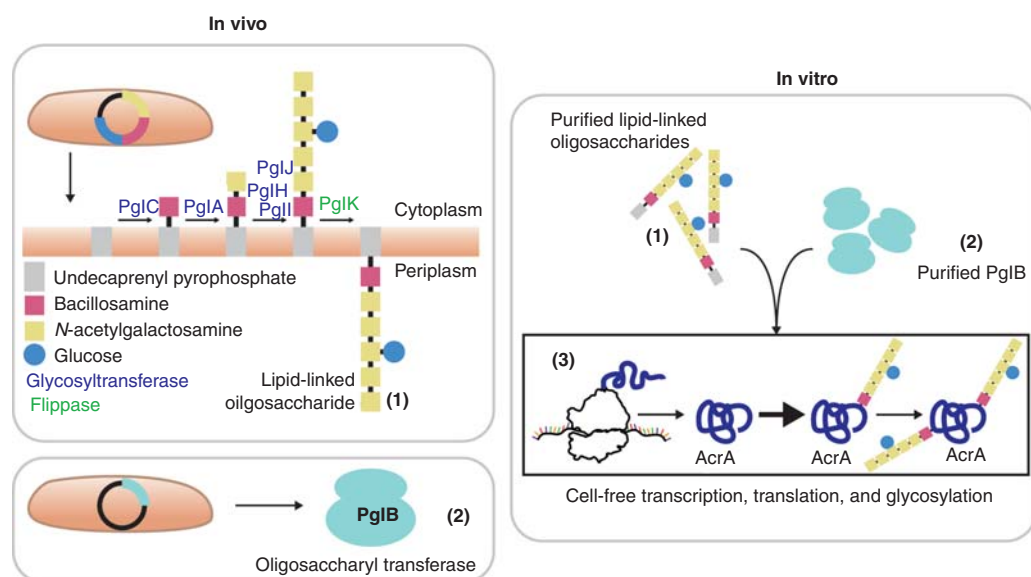 In vivo
PglC
PglA
PglJ
PglH
PglI
PglK
Cytoplasm
Periplasm
Undecaprenyl pyrophosphate
Bacillosamine
N-acetylgalactosamine
Glucose
Glycosyltransferase
Flippase
Lipid-linked
oilgosaccharide
(1)
PglB
(2)
Oligosaccharyl transferase
In vitro
Purified lipid-linked
oligosaccharides
(1)
(2)
Purified PglB
(3)
AcrA
AcrA
AcrA
Cell-free transcription, translation, and glycosylation